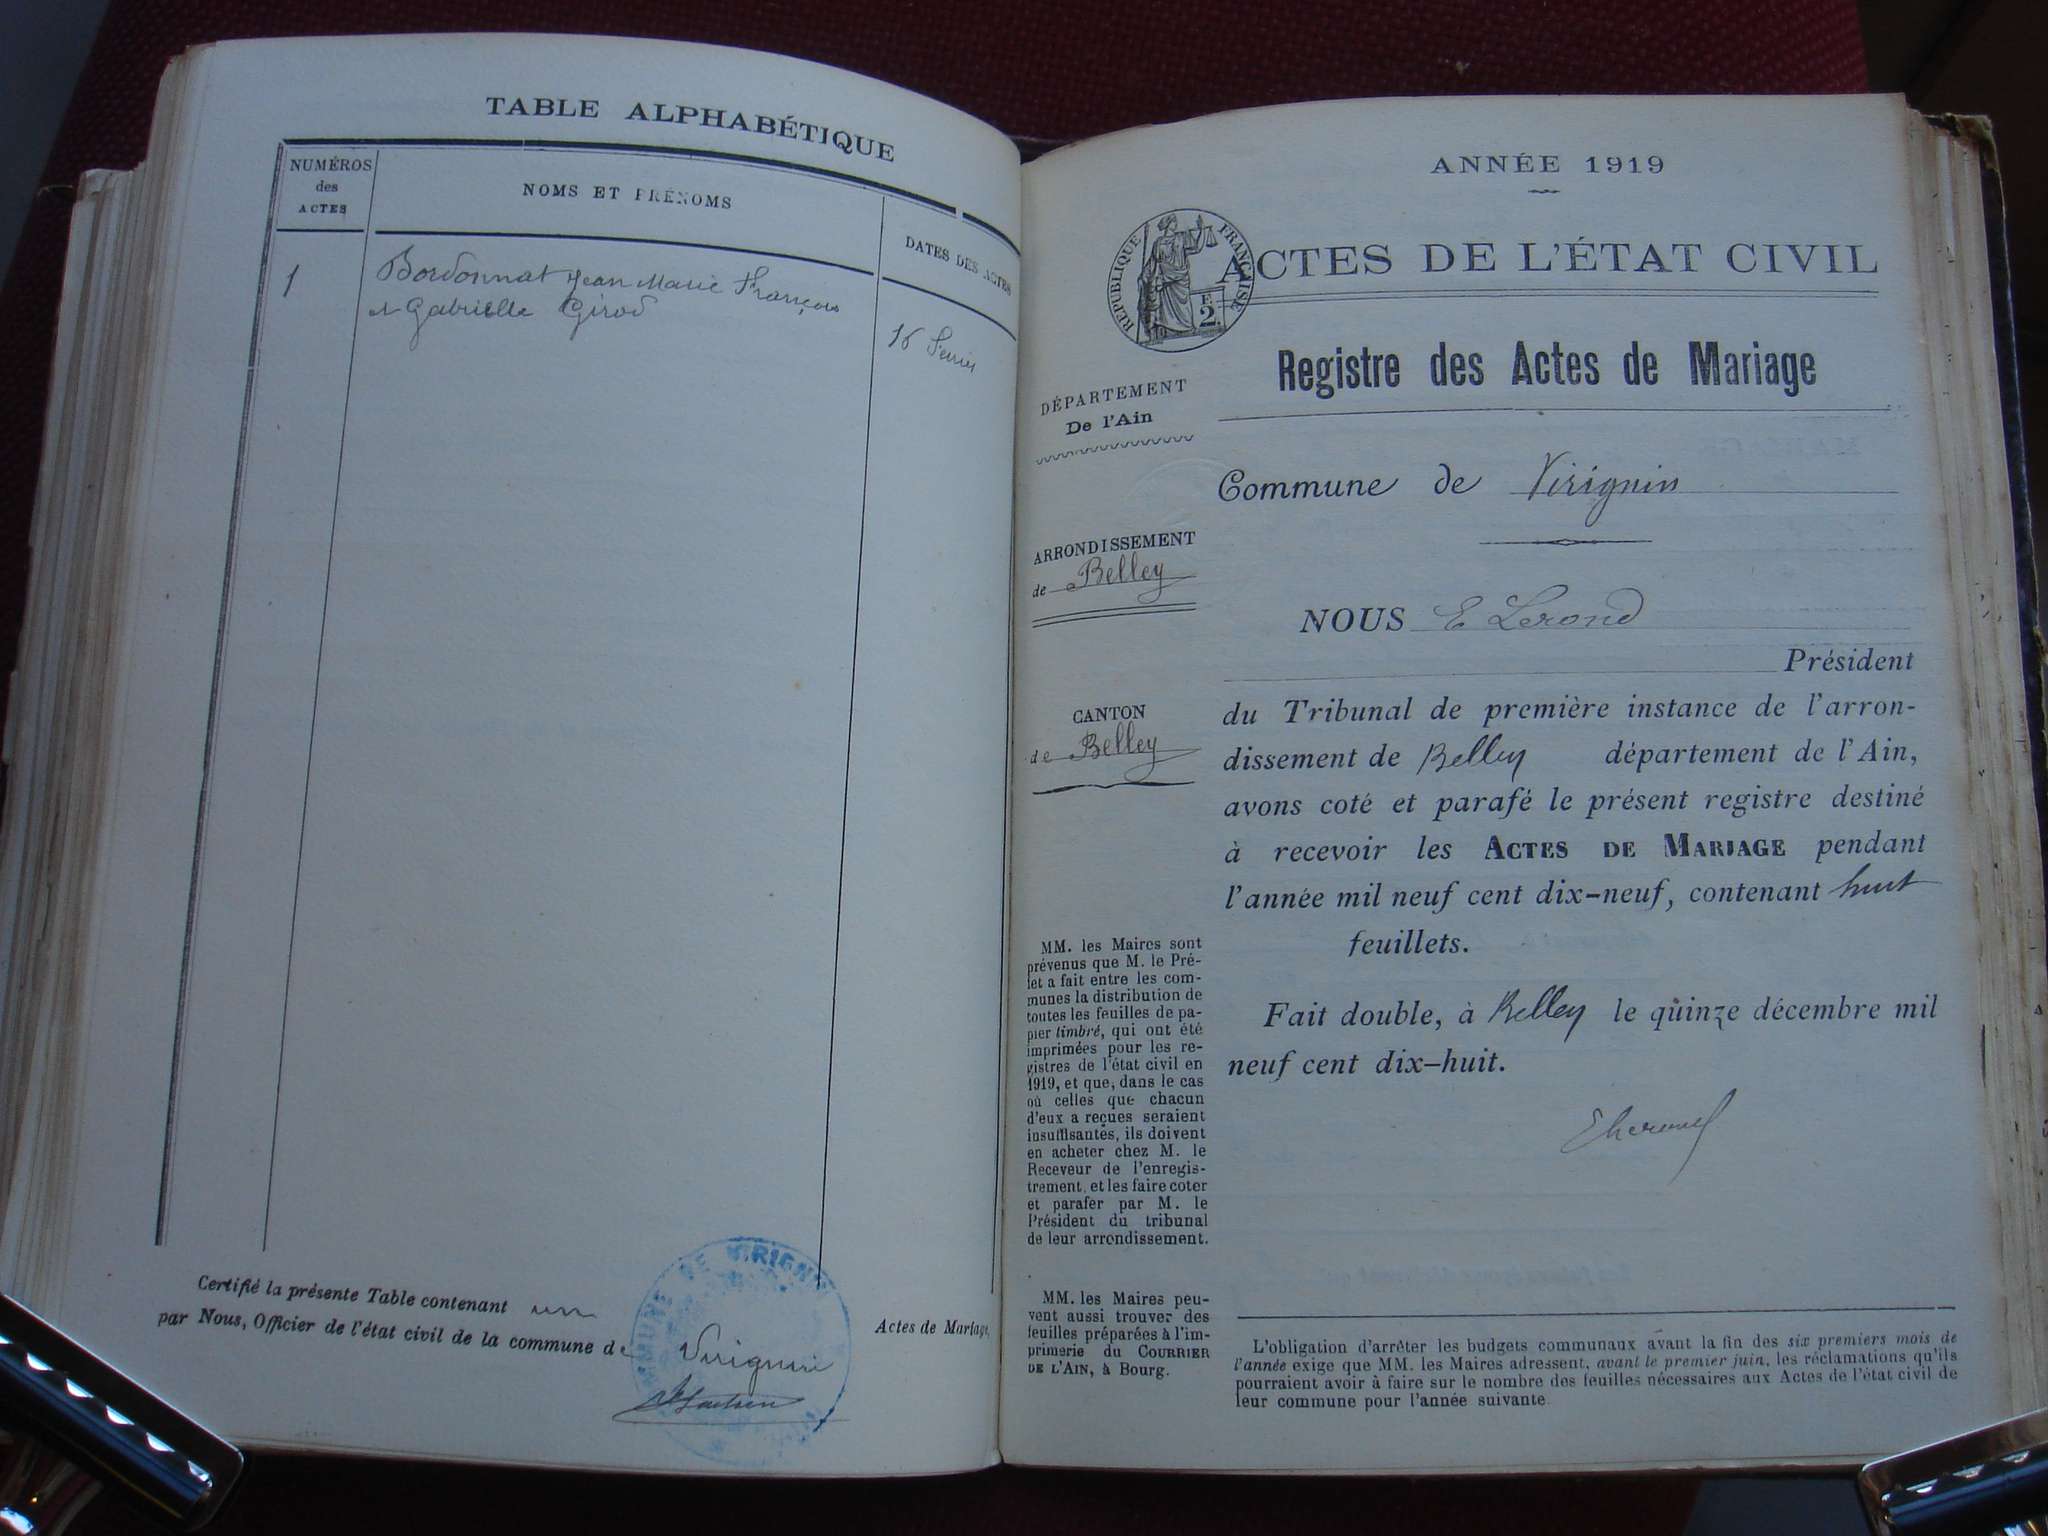 TABLE ALPHABÉTIQUE
NUMÉROS
des
ACTES
NOMS ET PRÉNOMS
DATES DES ACTES
1
Bordonnat Jean Marie François
et Gabrielle Girod
16
Certifié la présente Table contenant un
Actes de Mariage,
par Nous, Officier de l'état civil de la commune de Virignin
ANNÉE 1919
RÉPUBLIQUE FRANÇAISE
F.
2.
ACTES DE L'ÉTAT CIVIL
Registre des Actes de Mariage
DÉPARTEMENT
De l'Ain
Commune de Virignin
ARRONDISSEMENT
de Belley
NOUS E Lerond
Président
CANTON
de Belley
du Tribunal de première instance de l'arron-
dissement de Belley département de l'Ain,
avons coté et parafé le présent registre destiné
à recevoir les ACTES DE MARIAGE pendant
l'année mil neuf cent dix-neuf, contenant huit
feuillets.
Fait double, à Belley le quinze décembre mil
neuf cent dix-huit.
MM. les Maires sont
prévenus que M. le Pré-
fet a fait entre les com-
munes la distribution de
toutes les feuilles de pa-
pier timbré, qui ont été
imprimées pour les re-
gistres de l'état civil en
1919, et que, dans le cas
où celles que chacun
d'eux a reçues seraient
insuffisantes, ils doivent
en acheter chez M. le
Receveur de l'enregis-
trement, et les faire coter
et parafer par M. le
Président du tribunal
de leur arrondissement.
MM. les Maires peu-
vent aussi trouver des
feuilles préparées à l'im-
primerie du COURRIER
DE L'AIN, à Bourg.
L'obligation d'arrêter les budgets communaux avant la fin des six premiers mois de
l'année exige que MM. les Maires adressent, avant le premier juin, les réclamations qu'ils
pourraient avoir à faire sur le nombre des feuilles nécessaires aux Actes de l'état civil de
leur commune pour l'année suivante.